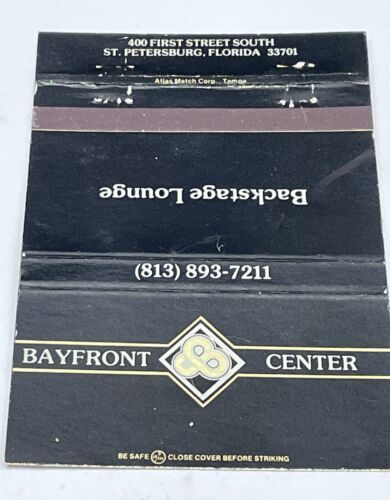 400 FIRST STREET SOUTH
ST. PETERSBURG, FLORIDA 33701
Atlas Match Corp., Tampa
Backstage Lounge
(813) 893-7211
BAYFRONT CENTER
BE SAFE CLOSE COVER BEFORE STRIKING